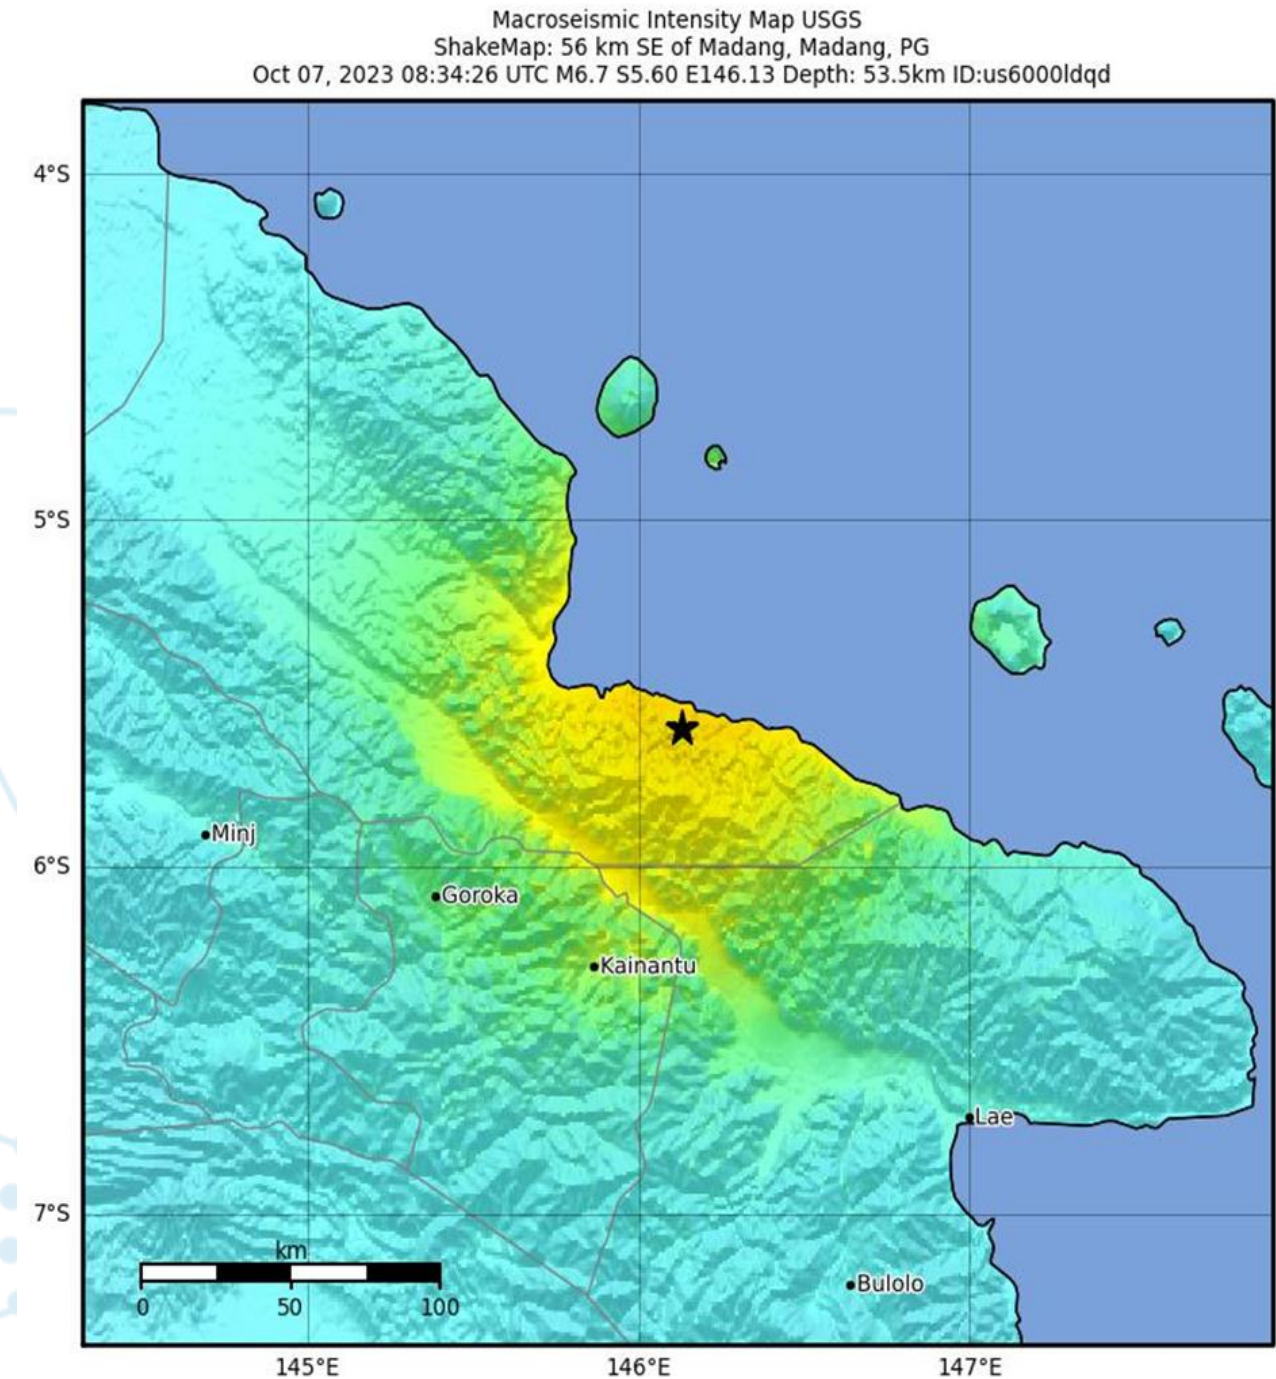 Macroseismic Intensity Map USGS
ShakeMap: 56 km SE of Madang, Madang, PG
Oct 07, 2023 08:34:26 UTC M6.7 S5.60 E146.13 Depth: 53.5km ID:us6000ldqd
4°S
5°S
Minj
6°S
Goroka
Kainantu
Lae
7°S
km
Bulolo
0 50 100
145°E 146°E 147°E